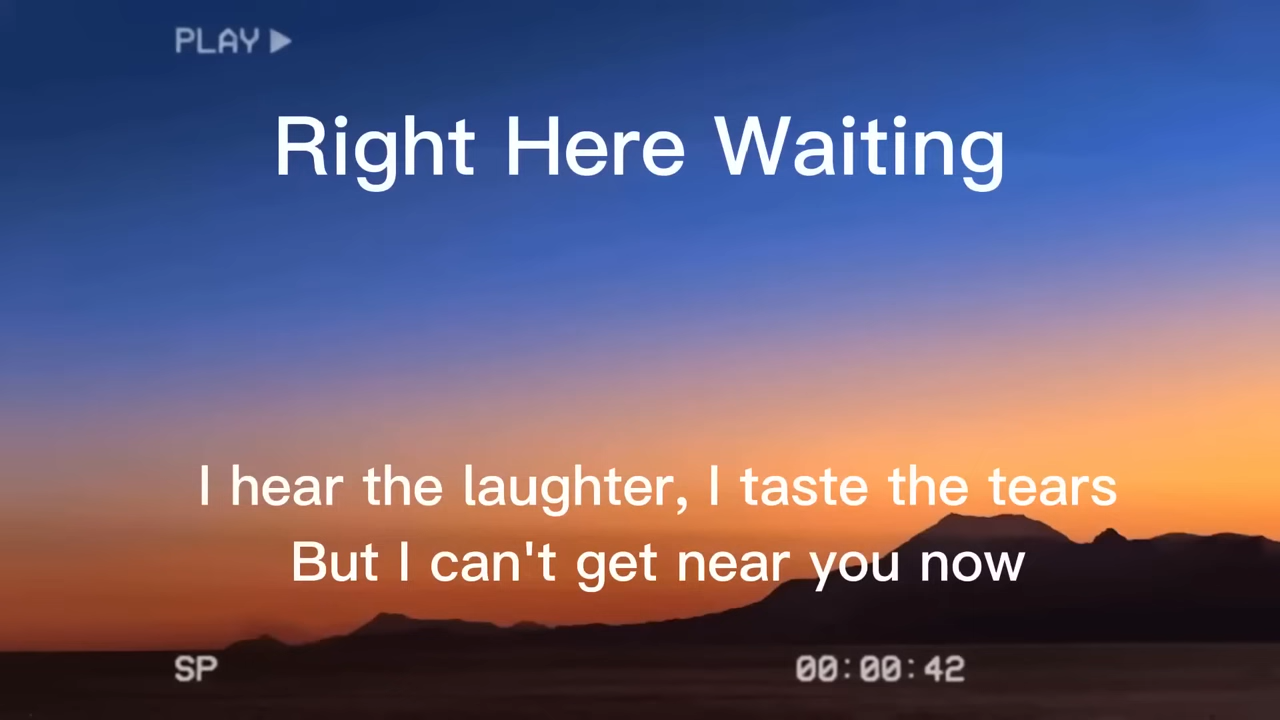 PLAY ▶
Right Here Waiting
I hear the laughter, I taste the tears
But I can't get near you now
SP
00:00:42